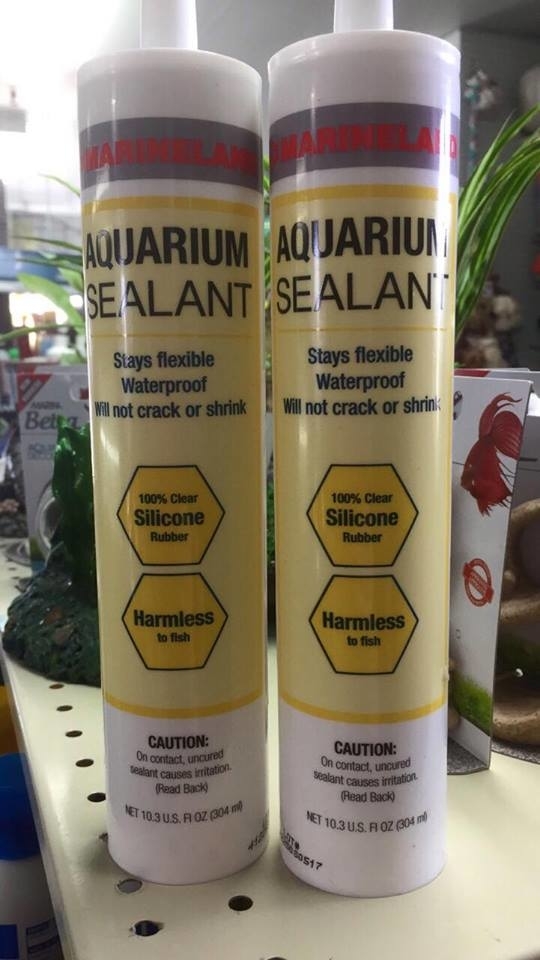 MARINELAND
AQUARIUM
SEALANT
Stays flexible
Waterproof
Will not crack or shrink
100% Clear
Silicone
Rubber
Harmless
to fish
CAUTION:
On contact, uncured
sealant causes irritation.
(Read Back)
NET 10.3 U.S. Fl OZ (304 ml)
MARINELAND
AQUARIUM
SEALANT
Stays flexible
Waterproof
Will not crack or shrink
100% Clear
Silicone
Rubber
Harmless
to fish
CAUTION:
On contact, uncured
sealant causes irritation.
(Read Back)
NET 10.3 U.S. Fl OZ (304 ml)
LOT#
MARINA
Betta